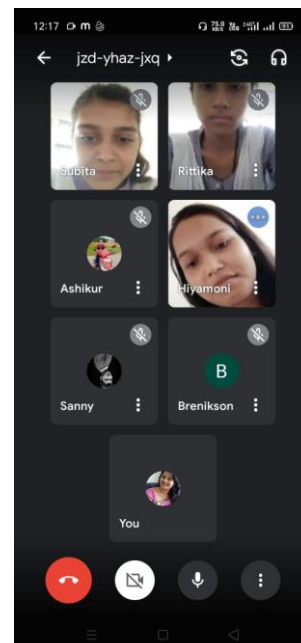 12:17
jzd-yhaz-jxq
Subita
Rittika
Ashikur
Hiyamoni
Sanny
B
Brenikson
You